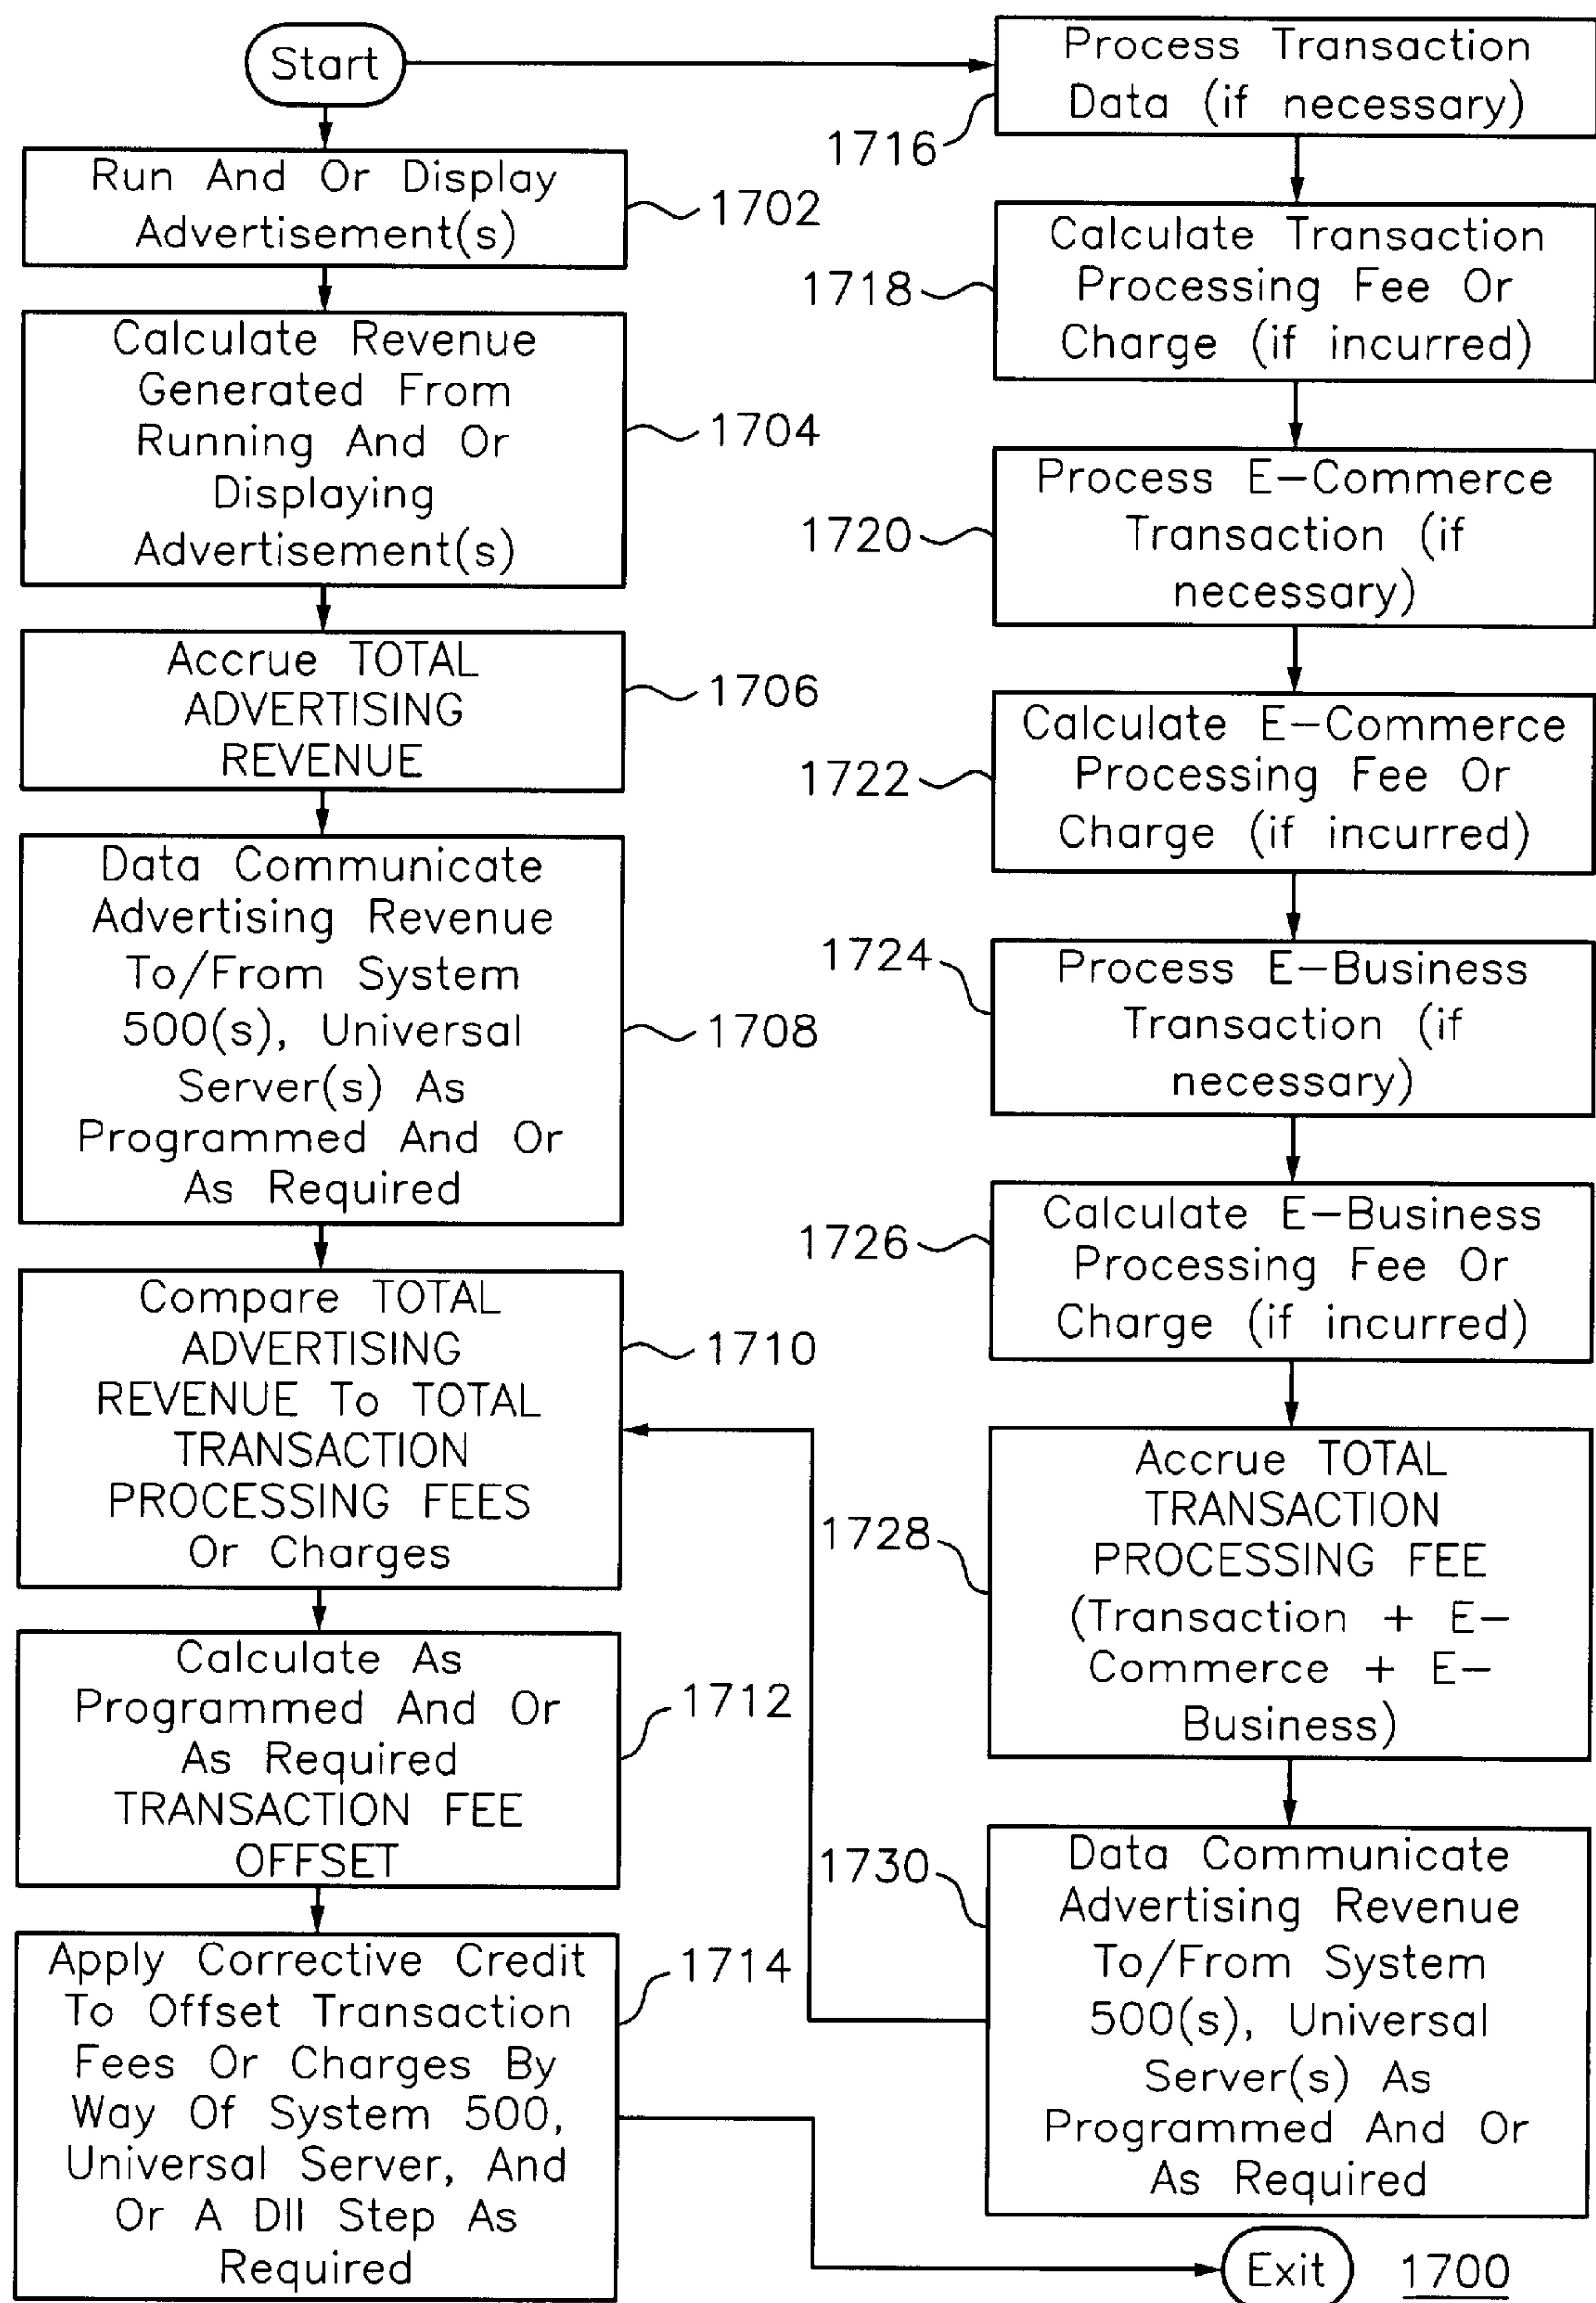 Start
Run And Or Display
Advertisement(s)
1702
Calculate Revenue
Generated From
Running And Or
Displaying
Advertisement(s)
1704
Accrue TOTAL
ADVERTISING
REVENUE
1706
Data Communicate
Advertising Revenue
To/From System
500(s), Universal
Server(s) As
Programmed And Or
As Required
1708
Compare TOTAL
ADVERTISING
REVENUE To TOTAL
TRANSACTION
PROCESSING FEES
Or Charges
1710
Calculate As
Programmed And Or
As Required
TRANSACTION FEE
OFFSET
1712
Apply Corrective Credit
To Offset Transaction
Fees Or Charges By
Way Of System 500,
Universal Server, And
Or A DII Step As
Required
1714
Process Transaction
Data (if necessary)
1716
Calculate Transaction
Processing Fee Or
Charge (if incurred)
1718
Process E-Commerce
Transaction (if
necessary)
1720
Calculate E-Commerce
Processing Fee Or
Charge (if incurred)
1722
Process E-Business
Transaction (if
necessary)
1724
Calculate E-Business
Processing Fee Or
Charge (if incurred)
1726
Accrue TOTAL
TRANSACTION
PROCESSING FEE
(Transaction + E-
Commerce + E-
Business)
1728
Data Communicate
Advertising Revenue
To/From System
500(s), Universal
Server(s) As
Programmed And Or
As Required
1730
Exit
1700